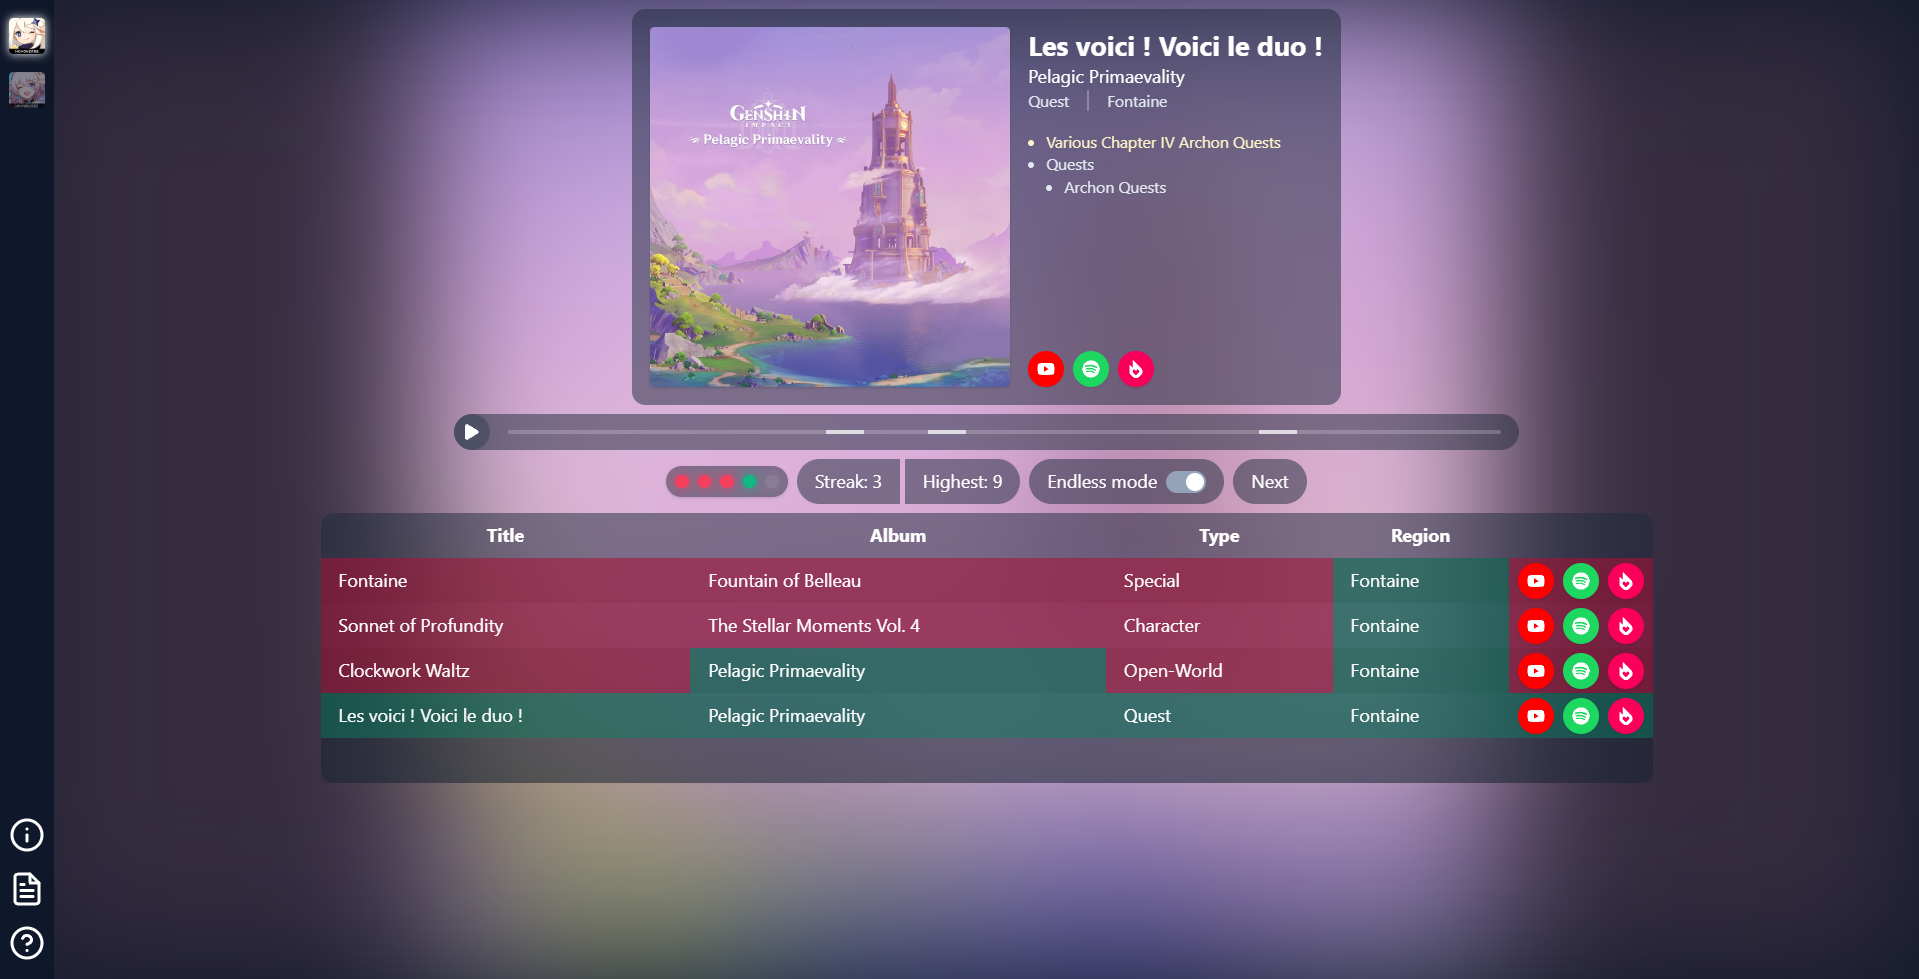 GENSHIN
IMPACT
Pelagic Primaevality
Les voici ! Voici le duo !
Pelagic Primaevality
Quest
Fontaine
Various Chapter IV Archon Quests
Quests
Archon Quests
Streak: 3
Highest: 9
Endless mode
Next
Title Album Type Region
Fontaine Fountain of Belleau Special Fontaine
Sonnet of Profundity The Stellar Moments Vol. 4 Character Fontaine
Clockwork Waltz Pelagic Primaevality Open-World Fontaine
Les voici ! Voici le duo ! Pelagic Primaevality Quest Fontaine